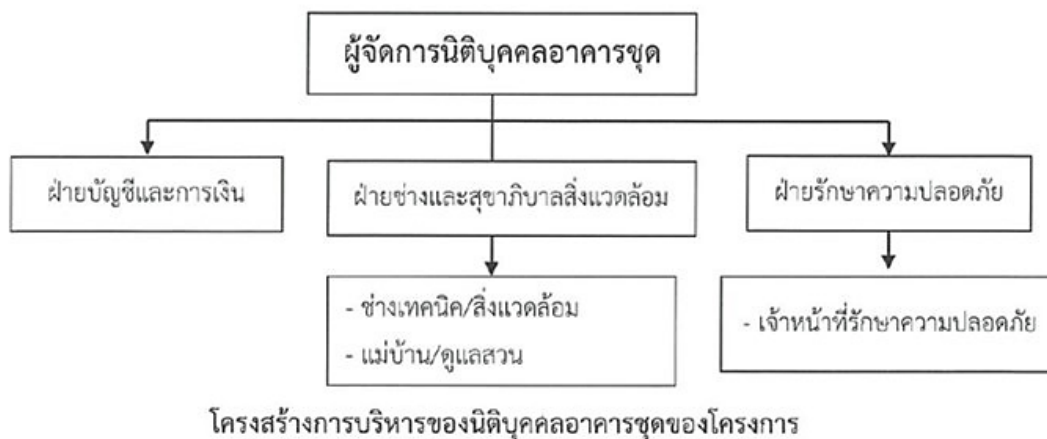 ผู้จัดการนิติบุคคลอาคารชุด
ฝ่ายบัญชีและการเงิน
ฝ่ายช่างและสุขาภิบาลสิ่งแวดล้อม
ฝ่ายรักษาความปลอดภัย
- ช่างเทคนิค/สิ่งแวดล้อม
- แม่บ้าน/ดูแลสวน
- เจ้าหน้าที่รักษาความปลอดภัย
โครงสร้างการบริหารของนิติบุคคลอาคารชุดของโครงการ